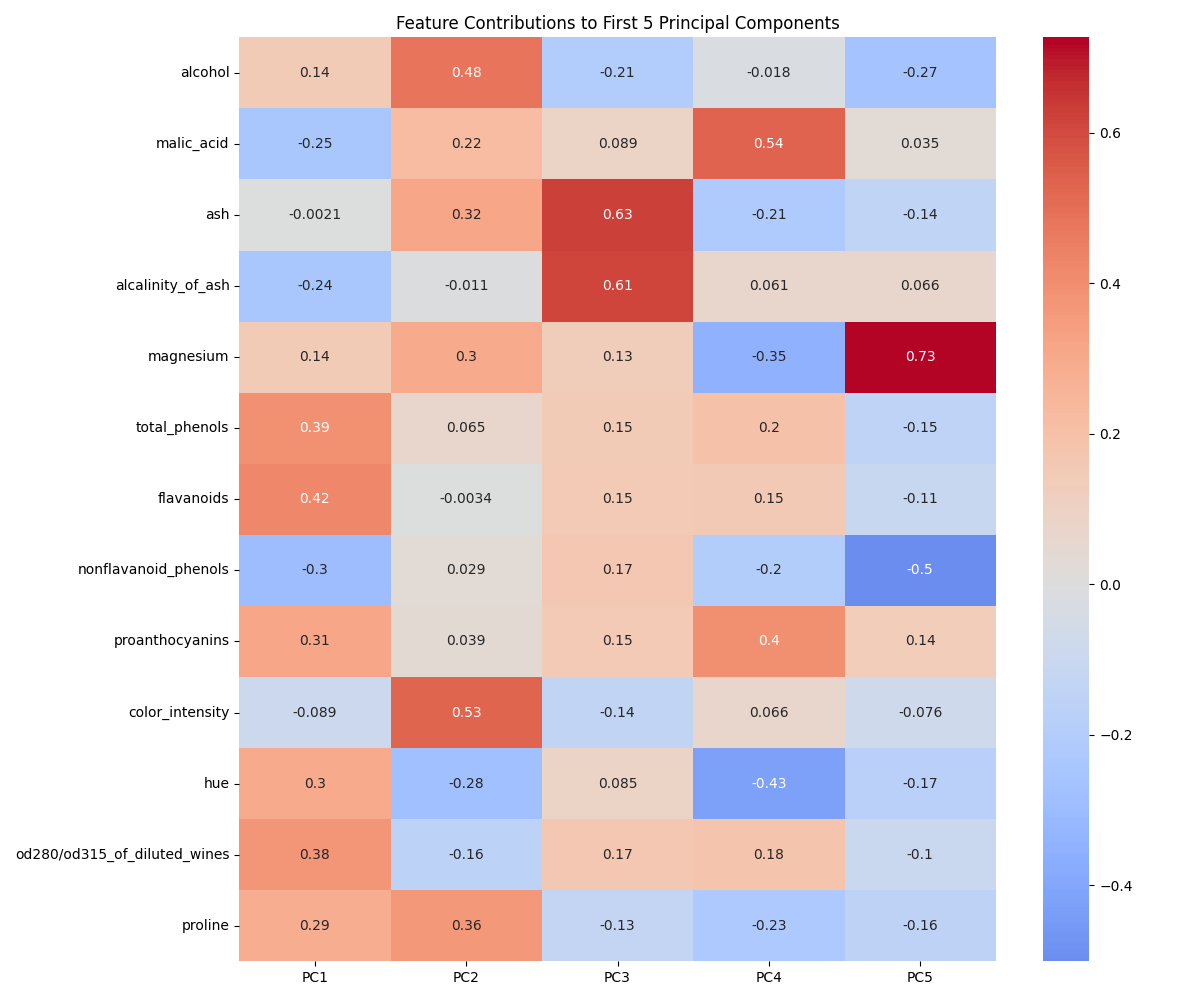 Feature Contributions to First 5 Principal Components
alcohol 0.14 0.48 -0.21 -0.018 -0.27
malic_acid -0.25 0.22 0.089 0.54 0.035
ash -0.0021 0.32 0.63 -0.21 -0.14
alcalinity_of_ash -0.24 -0.011 0.61 0.061 0.066
magnesium 0.14 0.3 0.13 -0.35 0.73
total_phenols 0.39 0.065 0.15 0.2 -0.15
flavanoids 0.42 -0.0034 0.15 0.15 -0.11
nonflavanoid_phenols -0.3 0.029 0.17 -0.2 -0.5
proanthocyanins 0.31 0.039 0.15 0.4 0.14
color_intensity -0.089 0.53 -0.14 0.066 -0.076
hue 0.3 -0.28 0.085 -0.43 -0.17
od280/od315_of_diluted_wines 0.38 -0.16 0.17 0.18 -0.1
proline 0.29 0.36 -0.13 -0.23 -0.16
PC1 PC2 PC3 PC4 PC5
0.6
0.4
0.2
0.0
−0.2
−0.4